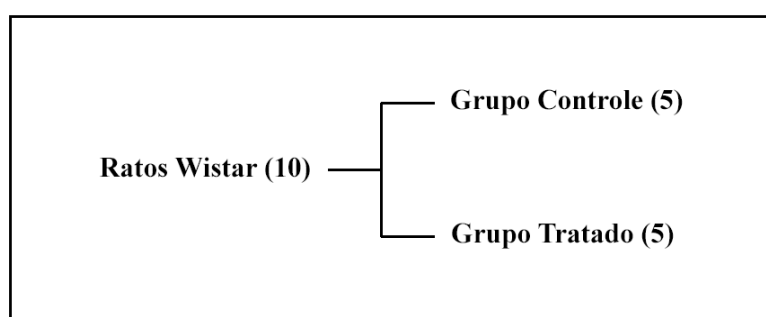 Grupo Controle (5)
Ratos Wistar (10)
Grupo Tratado (5)